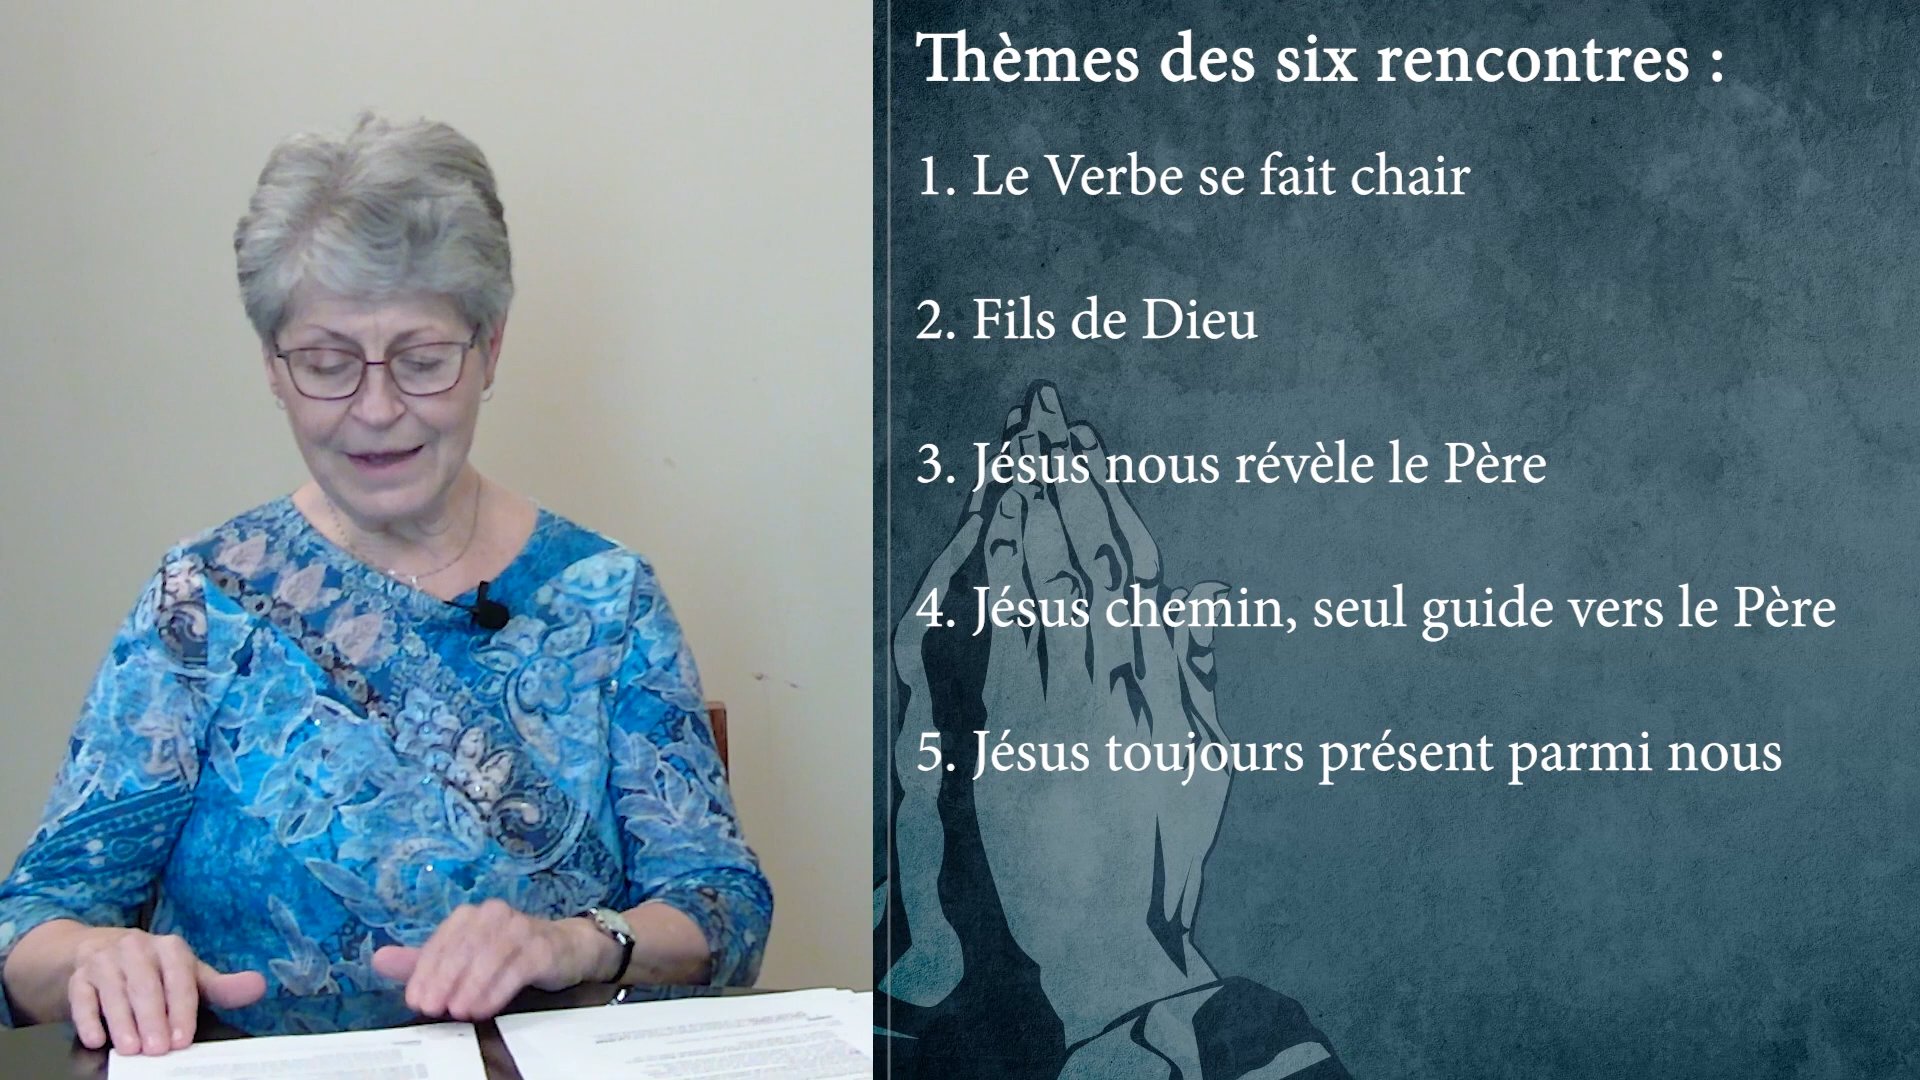 Thèmes des six rencontres :
1. Le Verbe se fait chair
2. Fils de Dieu
3. Jésus nous révèle le Père
4. Jésus chemin, seul guide vers le Père
5. Jésus toujours présent parmi nous